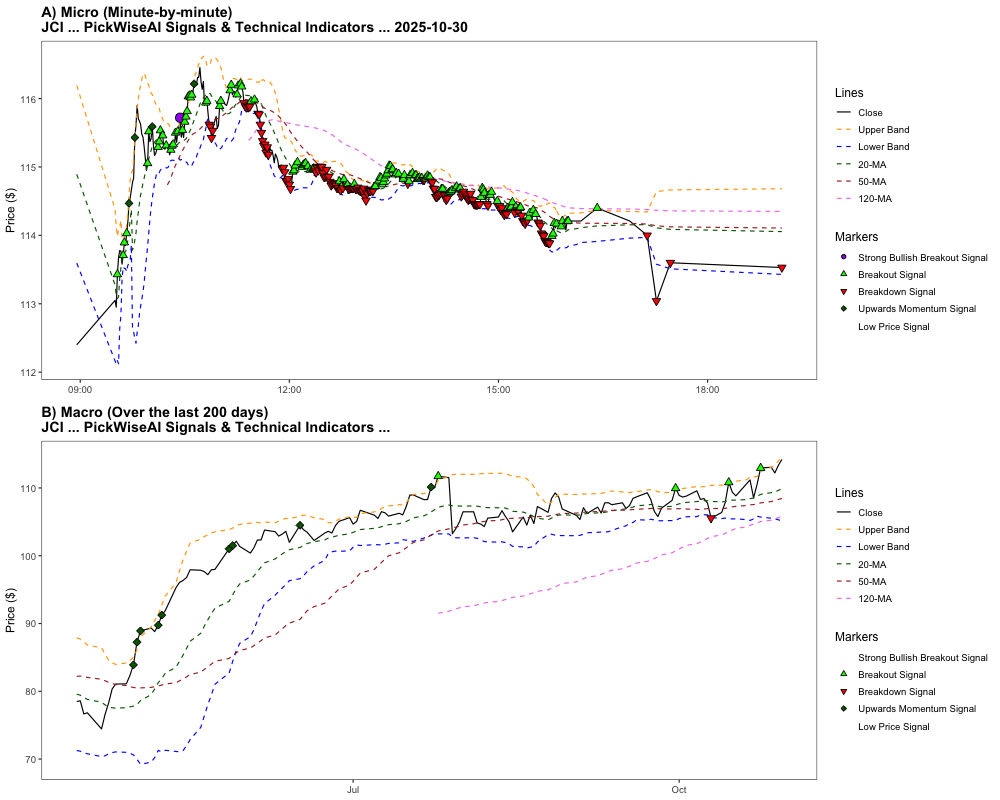 A) Micro (Minute-by-minute)
JCI ... PickWiseAI Signals & Technical Indicators ... 2025-10-30
Price ($)
116
115
114
113
112
09:00
12:00
15:00
18:00
Lines
Close
Upper Band
Lower Band
20-MA
50-MA
120-MA
Markers
Strong Bullish Breakout Signal
Breakout Signal
Breakdown Signal
Upwards Momentum Signal
Low Price Signal
B) Macro (Over the last 200 days)
JCI ... PickWiseAI Signals & Technical Indicators ...
Price ($)
110
100
90
80
70
Jul
Oct
Lines
Close
Upper Band
Lower Band
20-MA
50-MA
120-MA
Markers
Strong Bullish Breakout Signal
Breakout Signal
Breakdown Signal
Upwards Momentum Signal
Low Price Signal